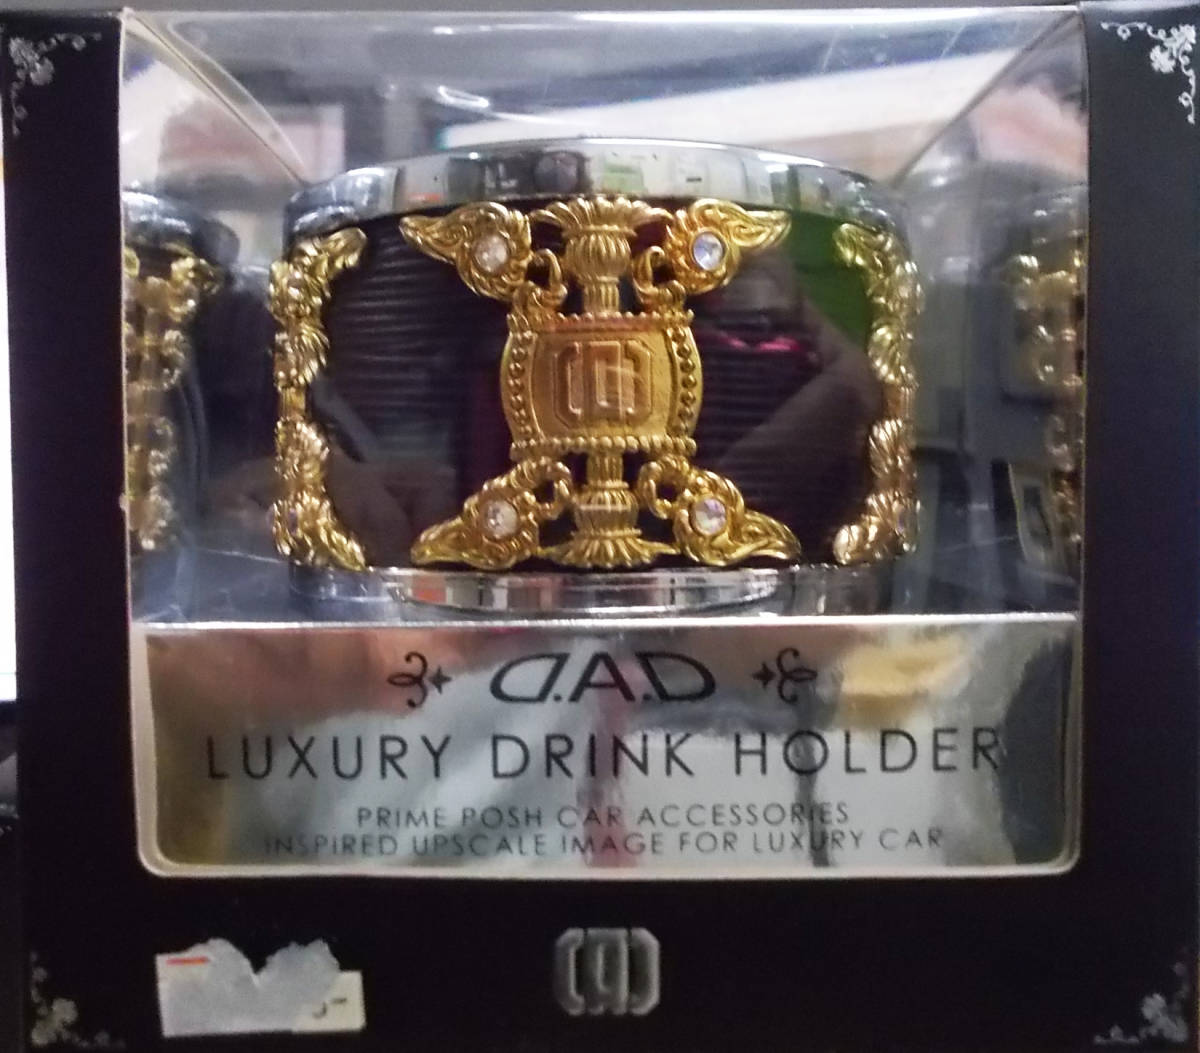 D.A.D
LUXURY DRINK HOLDER
PRIME POSH CAR ACCESSORIES
INSPIRED UPSCALE IMAGE FOR LUXURY CAR